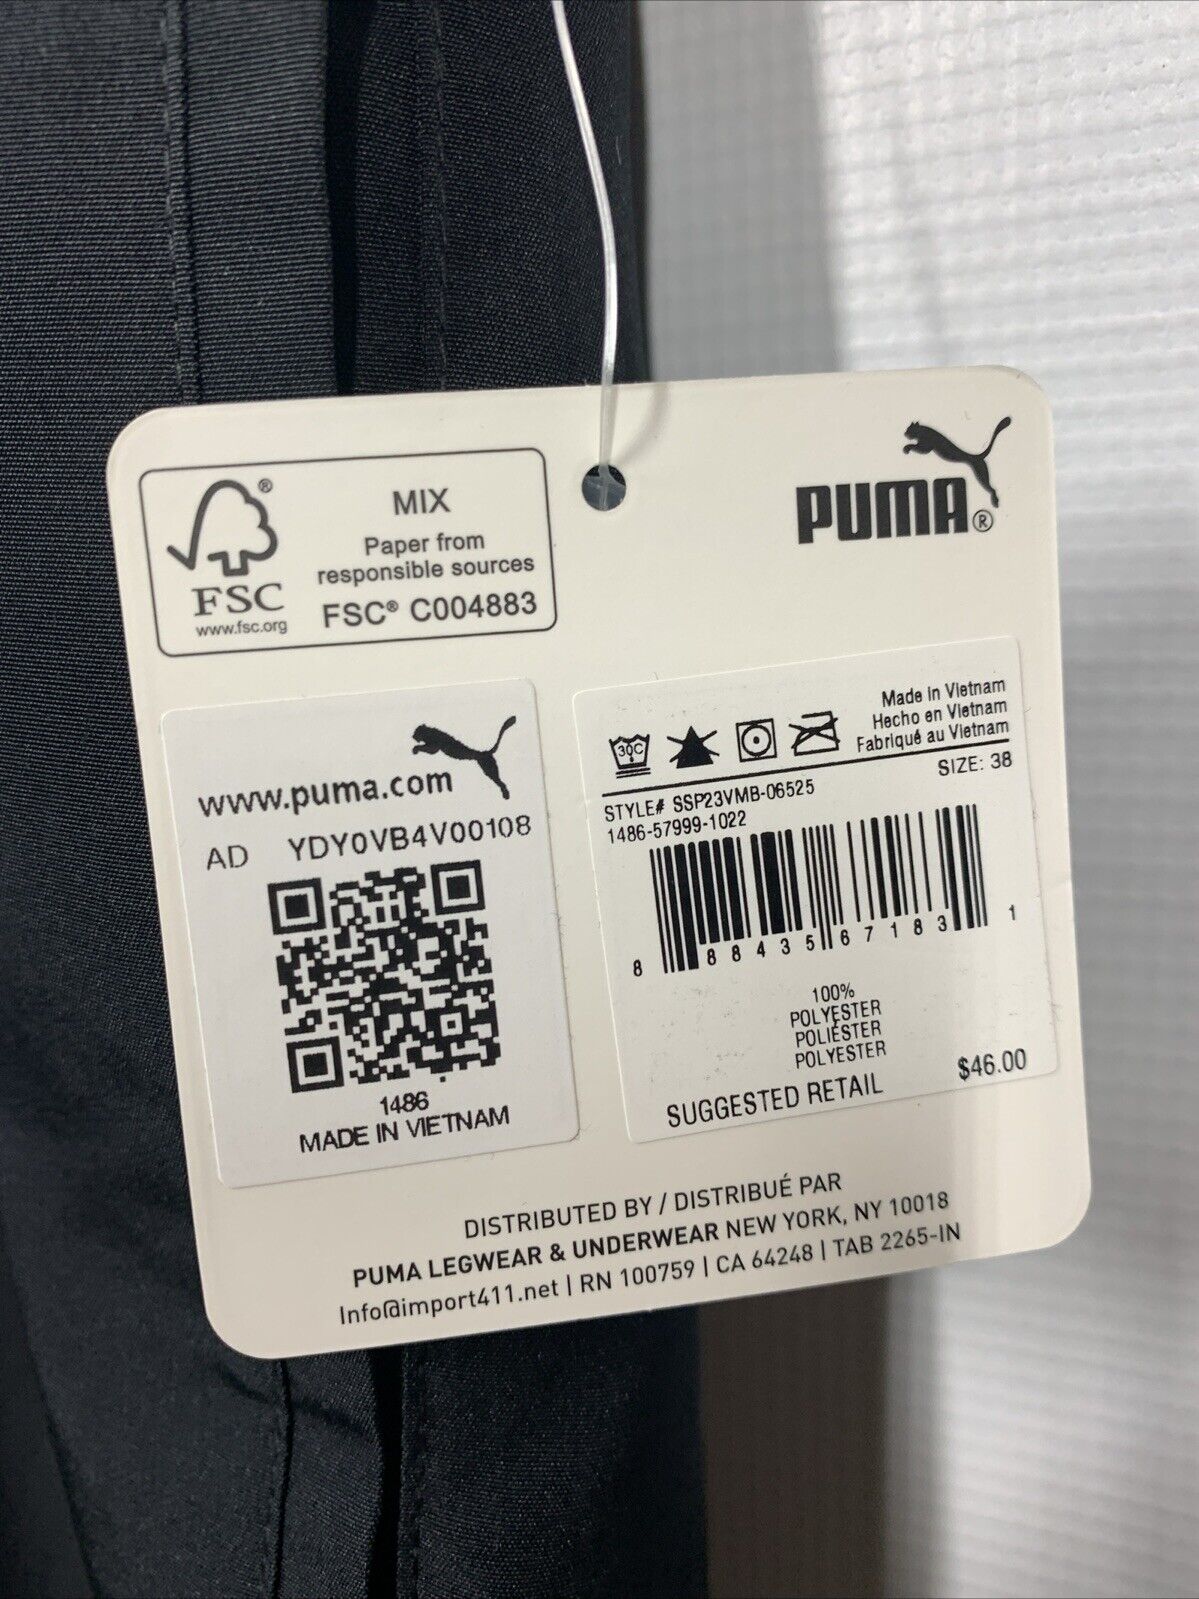 MIX
Paper from
responsible sources
FSC® C004883
®
FSC
www.fsc.org
PUMA®
www.puma.com
AD YDY0VB4V00108
1486
MADE IN VIETNAM
30C
Made in Vietnam
Hecho en Vietnam
Fabriqué au Vietnam
STYLE# SSP23VMB-06525
SIZE: 38
1486-57999-1022
8 88435 67183 1
100%
POLYESTER
POLIÉSTER
POLYESTER
SUGGESTED RETAIL $46.00
DISTRIBUTED BY / DISTRIBUÉ PAR
PUMA LEGWEAR & UNDERWEAR NEW YORK, NY 10018
Info@import411.net | RN 100759 | CA 64248 | TAB 2265-IN